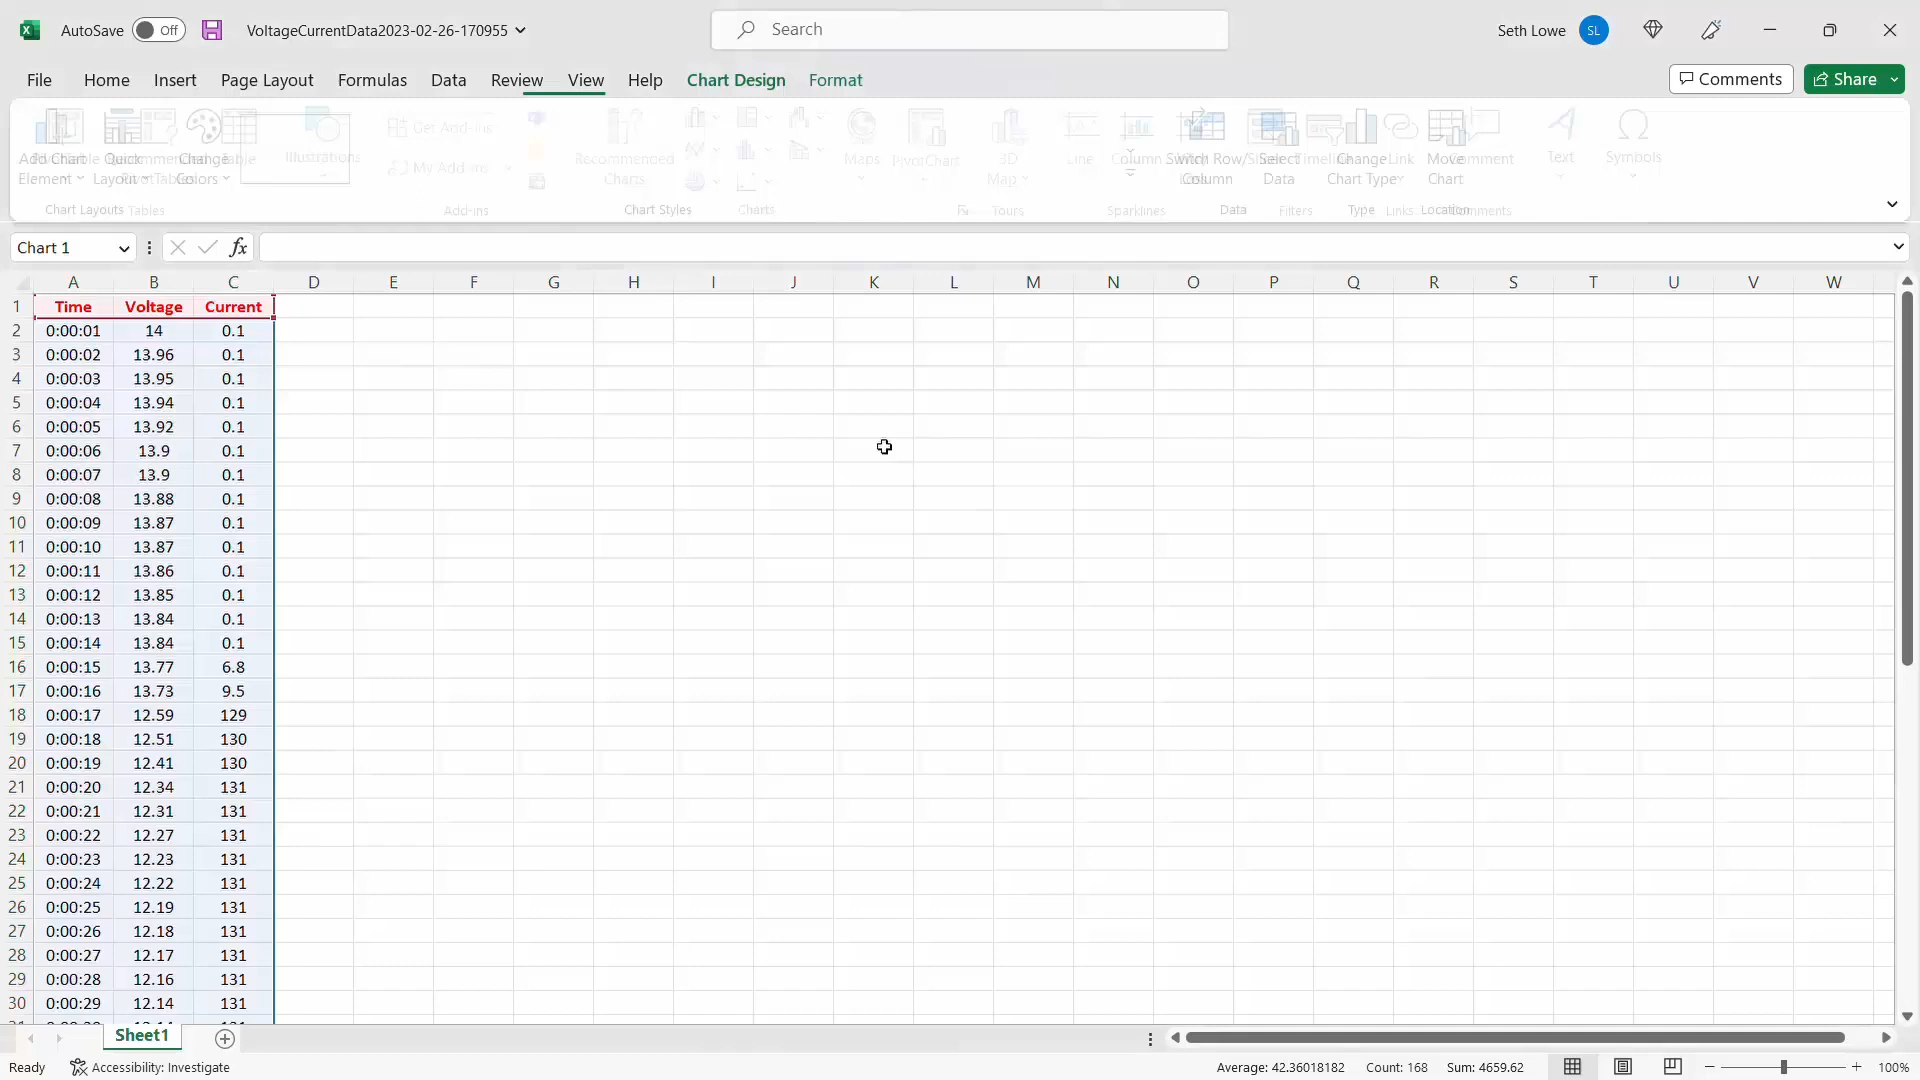 AutoSave Off VoltageCurrentData2023-02-26-170955 Search Seth Lowe SL
File Home Insert Page Layout Formulas Data Review View Help Chart Design Format Comments Share
Get Add-ins
My Add-ins
Add Chart Element
Quick Layout
Change Colors
Illustrations
Recommended Charts
Maps
PivotChart
3D Map
Line
Column
Switch Row/ Column
Select Data
Timeline
Change Chart Type
Link
Move Chart
Comment
Text
Symbols
Chart Layouts Tables Add-ins Chart Styles Charts Tours Sparklines Data Filters Type Links Location Comments
Chart 1 fx
A B C D E F G H I J K L M N O P Q R S T U V W
1 Time Voltage Current
2 0:00:01 14 0.1
3 0:00:02 13.96 0.1
4 0:00:03 13.95 0.1
5 0:00:04 13.94 0.1
6 0:00:05 13.92 0.1
7 0:00:06 13.9 0.1
8 0:00:07 13.9 0.1
9 0:00:08 13.88 0.1
10 0:00:09 13.87 0.1
11 0:00:10 13.87 0.1
12 0:00:11 13.86 0.1
13 0:00:12 13.85 0.1
14 0:00:13 13.84 0.1
15 0:00:14 13.84 0.1
16 0:00:15 13.77 6.8
17 0:00:16 13.73 9.5
18 0:00:17 12.59 129
19 0:00:18 12.51 130
20 0:00:19 12.41 130
21 0:00:20 12.34 131
22 0:00:21 12.31 131
23 0:00:22 12.27 131
24 0:00:23 12.23 131
25 0:00:24 12.22 131
26 0:00:25 12.19 131
27 0:00:26 12.18 131
28 0:00:27 12.17 131
29 0:00:28 12.16 131
30 0:00:29 12.14 131
Sheet1
Ready Accessibility: Investigate Average: 42.36018182 Count: 168 Sum: 4659.62 100%